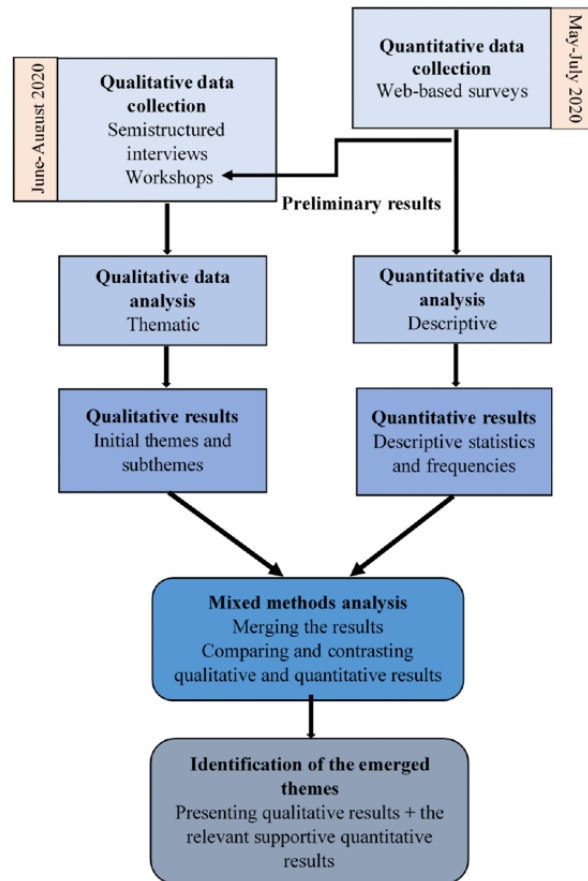 June-August 2020
Qualitative data
collection
Semistructured
interviews
Workshops
Quantitative data
collection
Web-based surveys
May-July 2020
Preliminary results
Qualitative data
analysis
Thematic
Quantitative data
analysis
Descriptive
Qualitative results
Initial themes and
subthemes
Quantitative results
Descriptive statistics
and frequencies
Mixed methods analysis
Merging the results
Comparing and contrasting
qualitative and quantitative results
Identification of the emerged
themes
Presenting qualitative results + the
relevant supportive quantitative
results